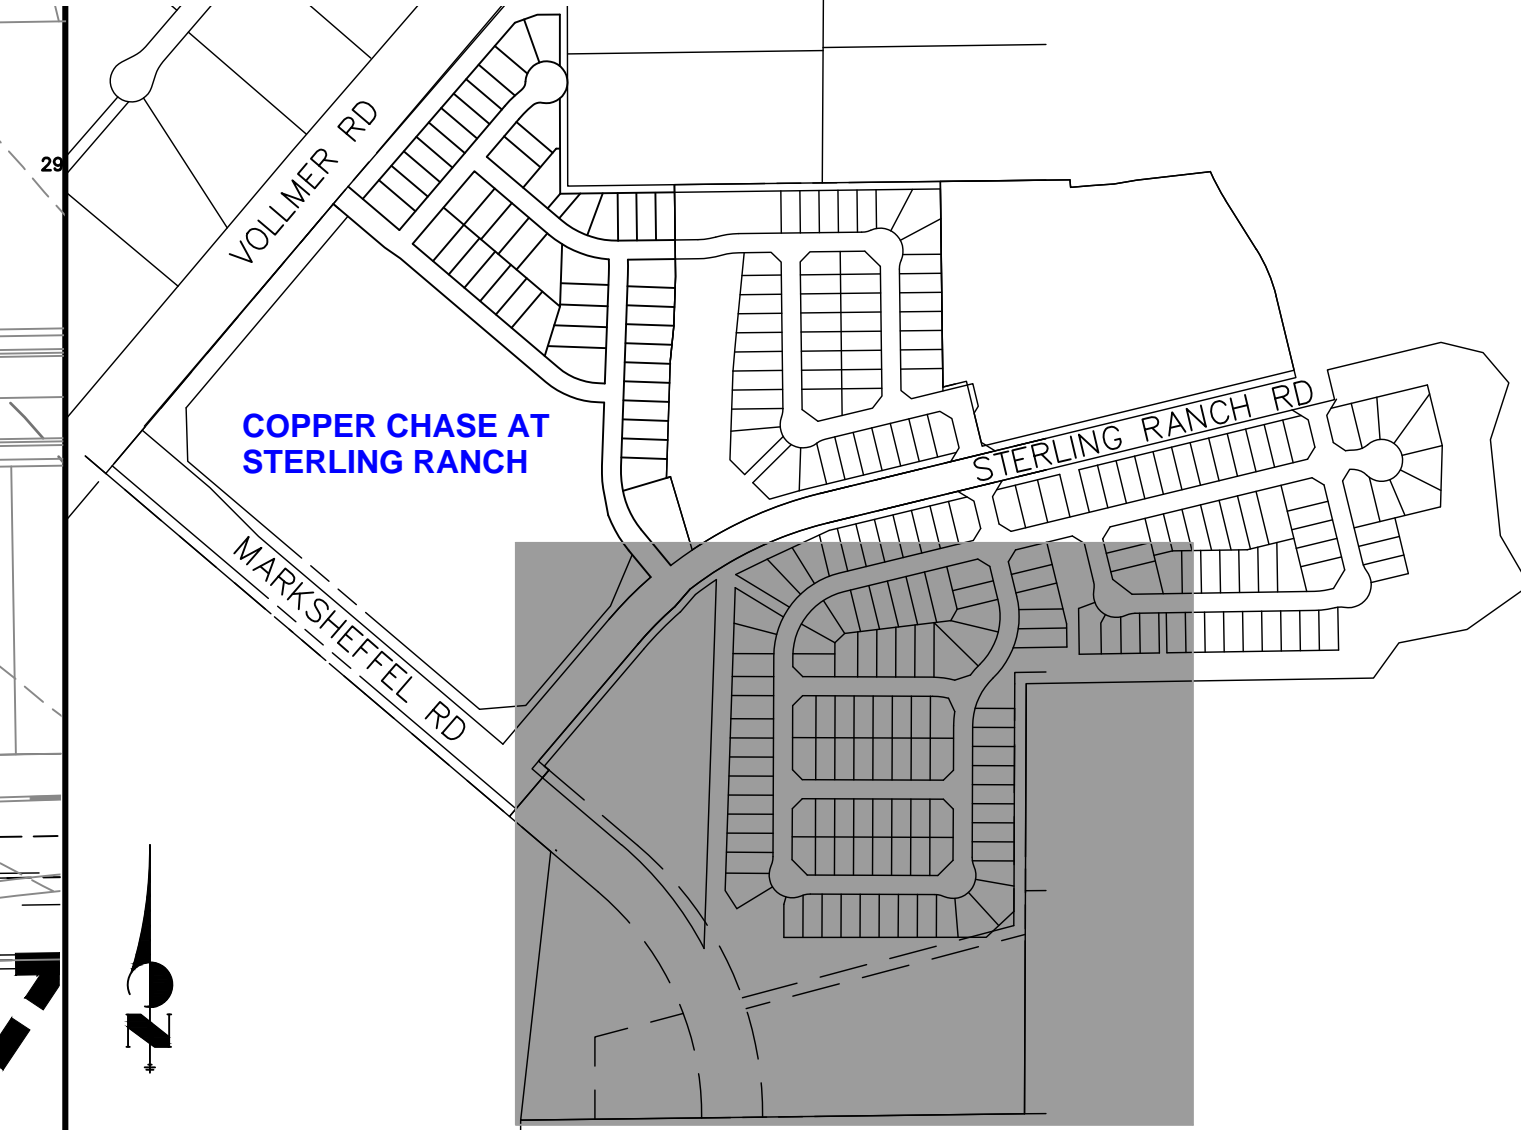 29
VOLLMER RD
COPPER CHASE AT
STERLING RANCH
STERLING RANCH RD
MARKSHEFFEL RD
N